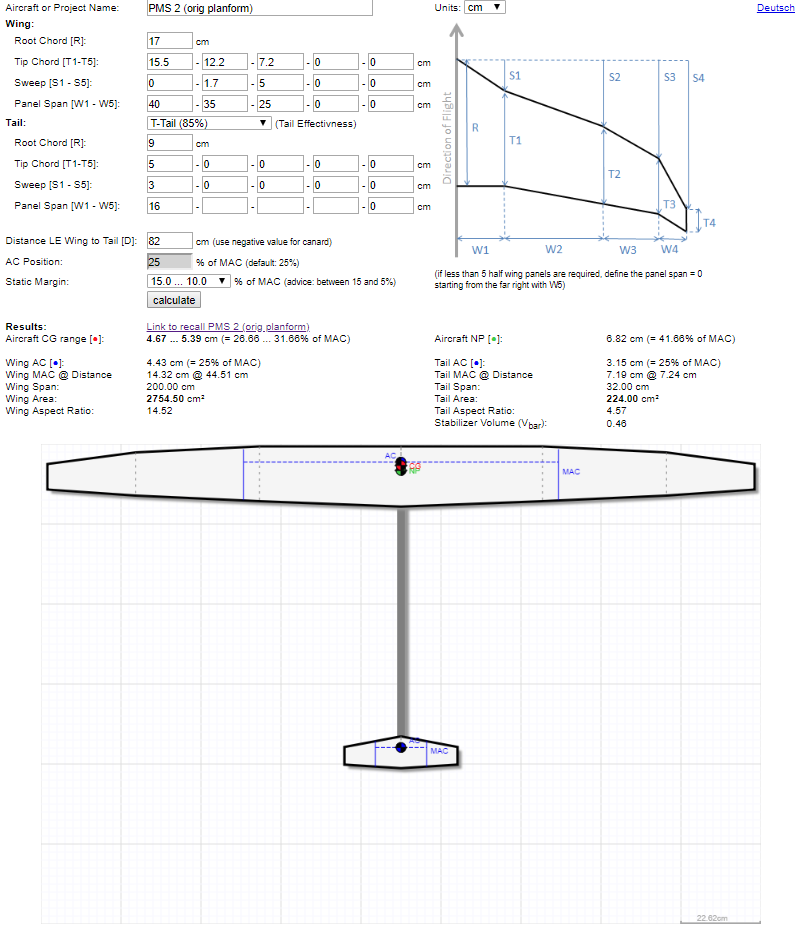 Aircraft or Project Name: PMS 2 (orig planform) Units: cm Deutsch
Wing:
Root Chord [R]: 17 cm
Tip Chord [T1-T5]: 15.5 - 12.2 - 7.2 - 0 - 0 cm
Sweep [S1 - S5]: 0 - 1.7 - 5 - 0 - 0 cm
Panel Span [W1 - W5]: 40 - 35 - 25 - 0 - 0 cm
Tail: T-Tail (85%) (Tail Effectivness)
Root Chord [R]: 9 cm
Tip Chord [T1-T5]: 5 - 0 - 0 - 0 - 0 cm
Sweep [S1 - S5]: 3 - 0 - 0 - 0 - 0 cm
Panel Span [W1 - W5]: 16 - - - - 0 cm
Distance LE Wing to Tail [D]: 82 cm (use negative value for canard)
AC Position: 25 % of MAC (default: 25%)
Static Margin: 15.0 ... 10.0 % of MAC (advice: between 15 and 5%)
calculate
Direction of Flight
S1
S2
S3
S4
R
T1
T2
T3
T4
W1
W2
W3
W4
(if less than 5 half wing panels are required, define the panel span = 0
starting from the far right with W5)
Results: Link to recall PMS 2 (orig planform)
Aircraft CG range [●]: 4.67 ... 5.39 cm (= 26.66 ... 31.66% of MAC) Aircraft NP [●]: 6.82 cm (= 41.66% of MAC)
Wing AC [●]: 4.43 cm (= 25% of MAC) Tail AC [●]: 3.15 cm (= 25% of MAC)
Wing MAC @ Distance 14.32 cm @ 44.51 cm Tail MAC @ Distance 7.19 cm @ 7.24 cm
Wing Span: 200.00 cm Tail Span: 32.00 cm
Wing Area: 2754.50 cm² Tail Area: 224.00 cm²
Wing Aspect Ratio: 14.52 Tail Aspect Ratio: 4.57
Stabilizer Volume (Vbar): 0.46
AC
CG
NP
MAC
AC
MAC
22.62cm